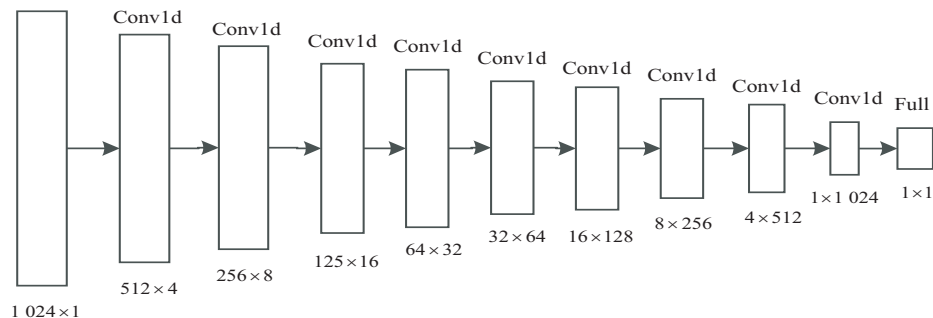 Conv1d
Conv1d
Conv1d
Conv1d
Conv1d
Conv1d
Conv1d
Conv1d
Conv1d
Full
1 024×1
512×4
256×8
125×16
64×32
32×64
16×128
8×256
4×512
1×1 024
1×1